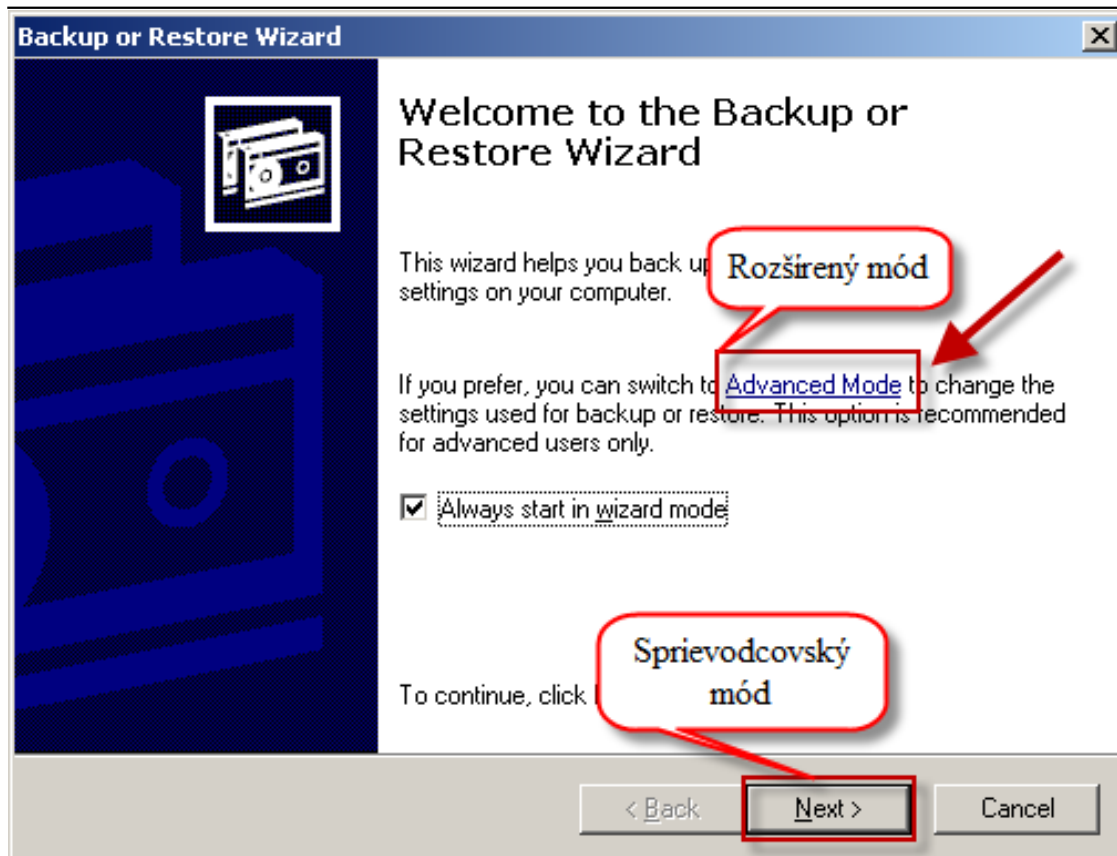 Backup or Restore Wizard
Welcome to the Backup or
Restore Wizard
This wizard helps you back up
settings on your computer.
Rozšírený mód
If you prefer, you can switch to Advanced Mode to change the
settings used for backup or restore. This option is recommended
for advanced users only.
Always start in wizard mode
Sprievodcovský
mód
To continue, click
< Back
Next >
Cancel